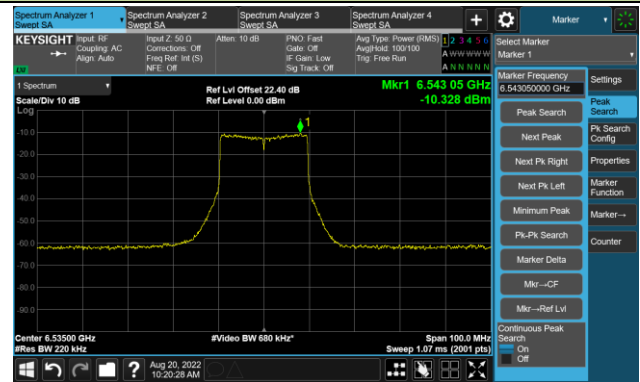 Spectrum Analyzer 1
Swept SA
Spectrum Analyzer 2
Swept SA
Spectrum Analyzer 3
Swept SA
Spectrum Analyzer 4
Swept SA
+
Marker
KEYSIGHT
Input: RF
Coupling: AC
Align: Auto
Input Z: 50 Ω
Corrections: Off
Freq Ref: Int (S)
NFE: Off
Atten: 10 dB
PNO: Fast
Gate: Off
IF Gain: Low
Sig Track: Off
Avg Type: Power (RMS)
Avg|Hold: 100/100
Trig: Free Run
1 2 3 4 5 6
A W W W W W
A N N N N N
Select Marker
Marker 1
1 Spectrum
Scale/Div 10 dB
Log
Ref Lvl Offset 22.40 dB
Ref Level 0.00 dBm
Mkr1 6.543 05 GHz
-10.328 dBm
1
-10.0
-20.0
-30.0
-40.0
-50.0
-60.0
-70.0
-80.0
-90.0
Center 6.53500 GHz
#Res BW 220 kHz
#Video BW 680 kHz*
Span 100.0 MHz
Sweep 1.07 ms (2001 pts)
Marker Frequency
6.543050000 GHz
Peak Search
Next Peak
Next Pk Right
Next Pk Left
Minimum Peak
Pk-Pk Search
Marker Delta
Mkr→CF
Mkr→Ref Lvl
Continuous Peak
Search
On
Off
Settings
Peak
Search
Pk Search
Config
Properties
Marker
Function
Marker→
Counter
?
Aug 20, 2022
10:20:28 AM